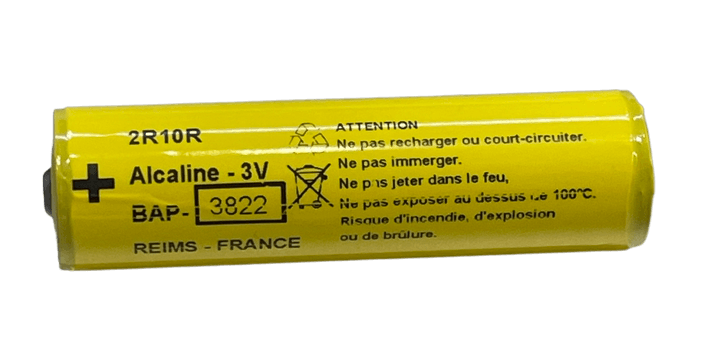 2R10R
Alcaline - 3V
BAP- 3822
REIMS - FRANCE
ATTENTION
Ne pas recharger ou court-circuiter.
Ne pas immerger.
Ne pas jeter dans le feu,
Ne pas exposer au dessus de 100°C.
Risque d'incendie, d'explosion
ou de brûlure.